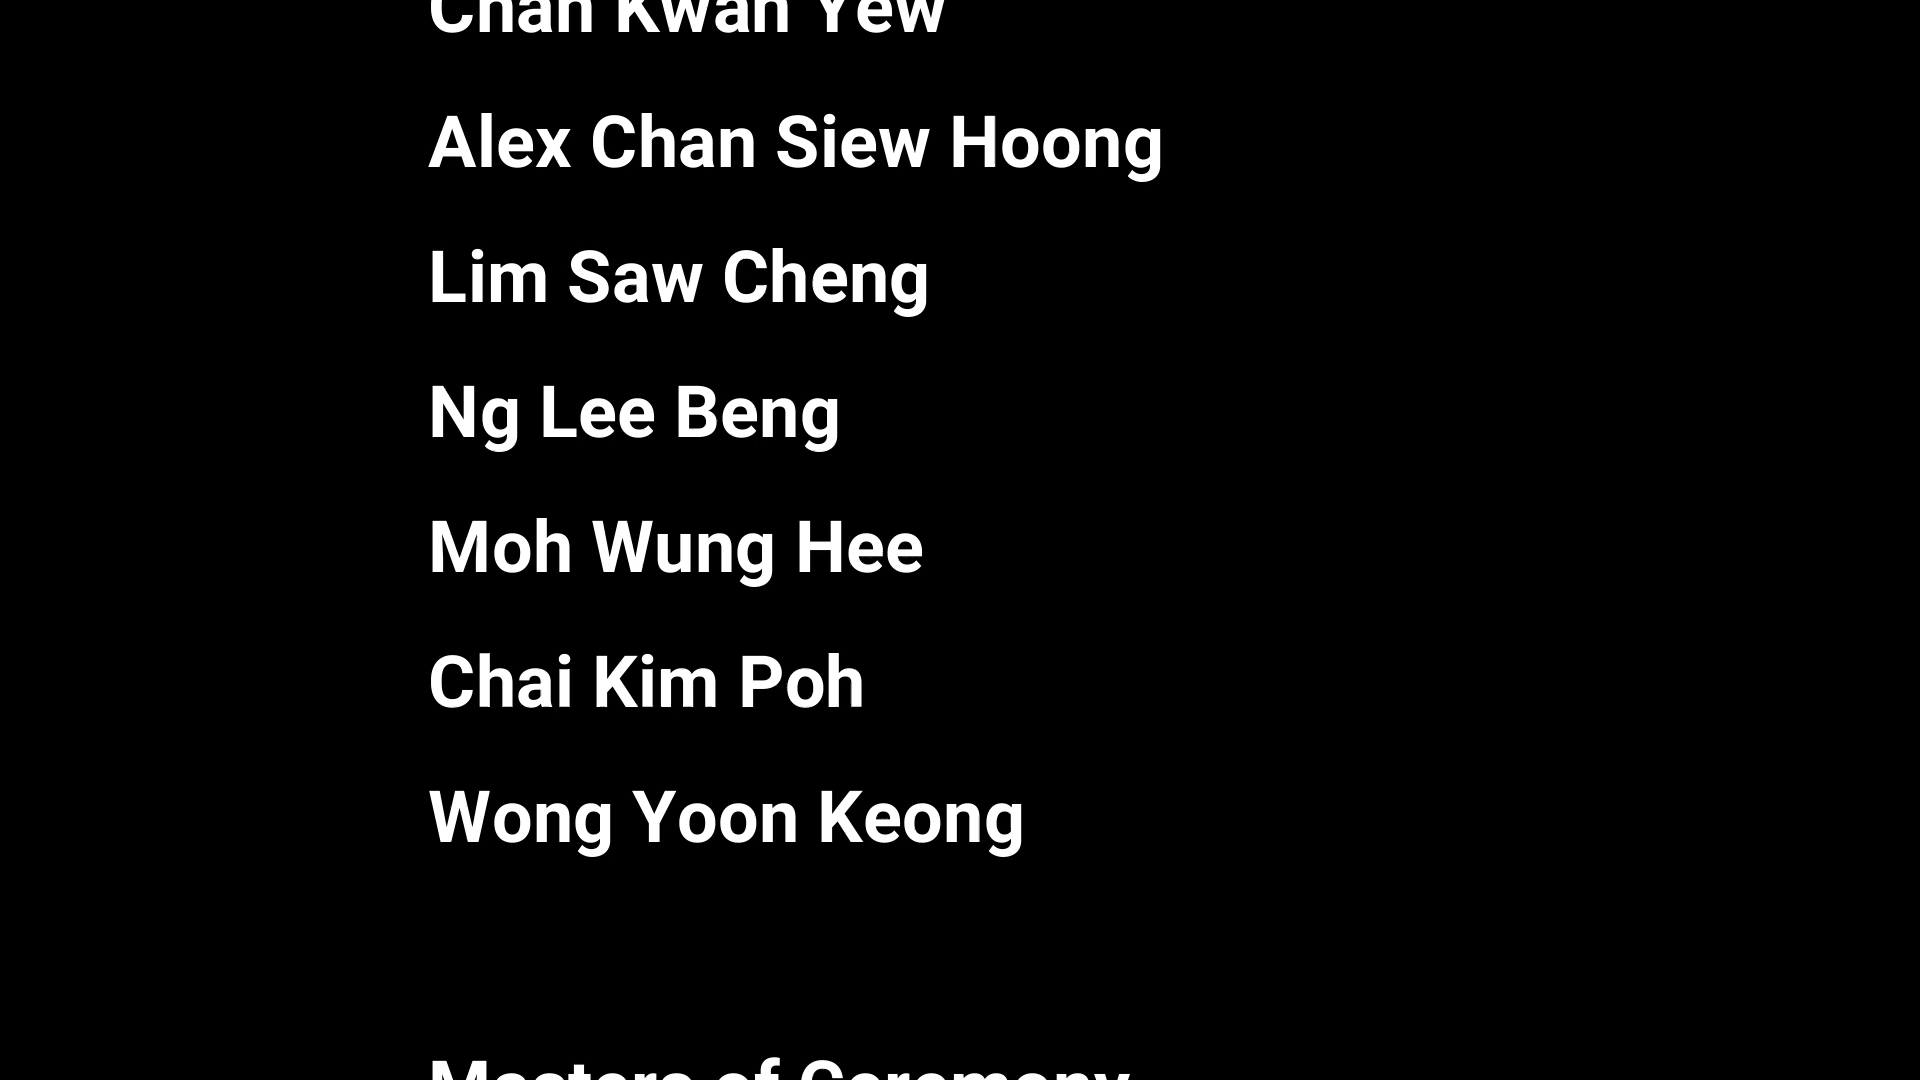 Chan Kwan Yew
Alex Chan Siew Hoong
Lim Saw Cheng
Ng Lee Beng
Moh Wung Hee
Chai Kim Poh
Wong Yoon Keong
Masters of Ceremony